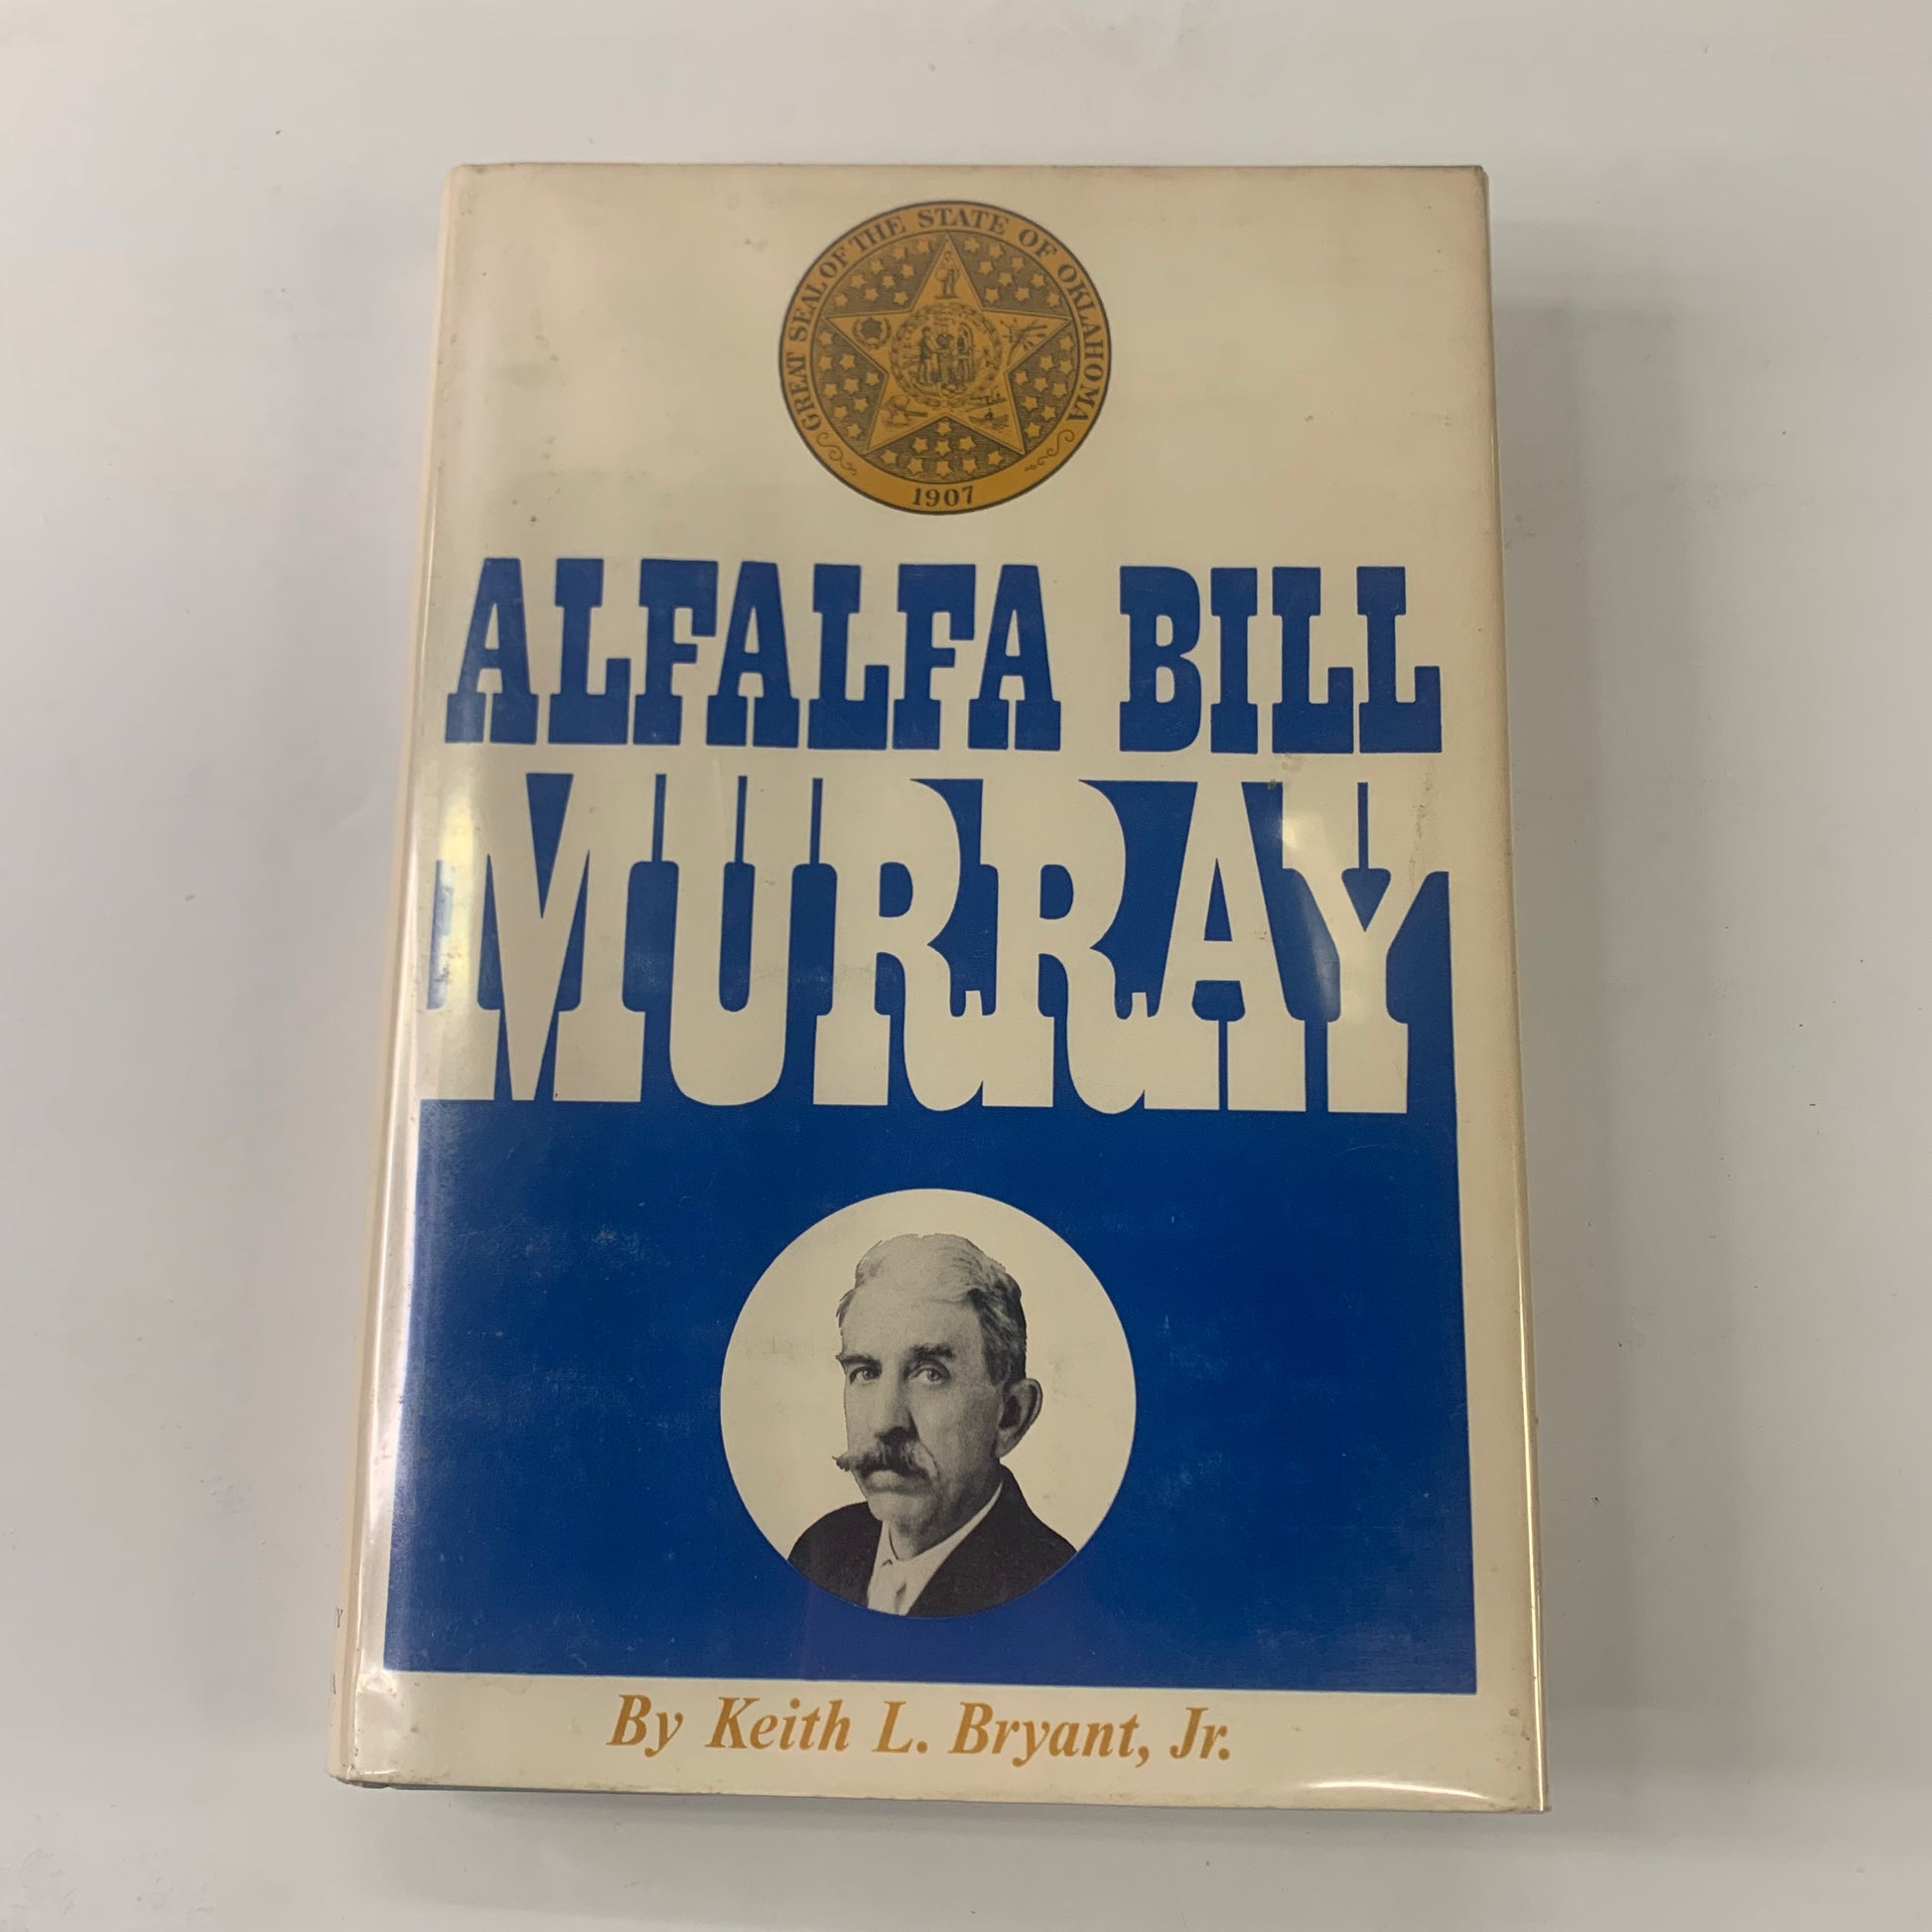 GREAT SEAL OF THE STATE OF OKLAHOMA
1907
ALFALFA BILL
MURRAY
By Keith L. Bryant, Jr.